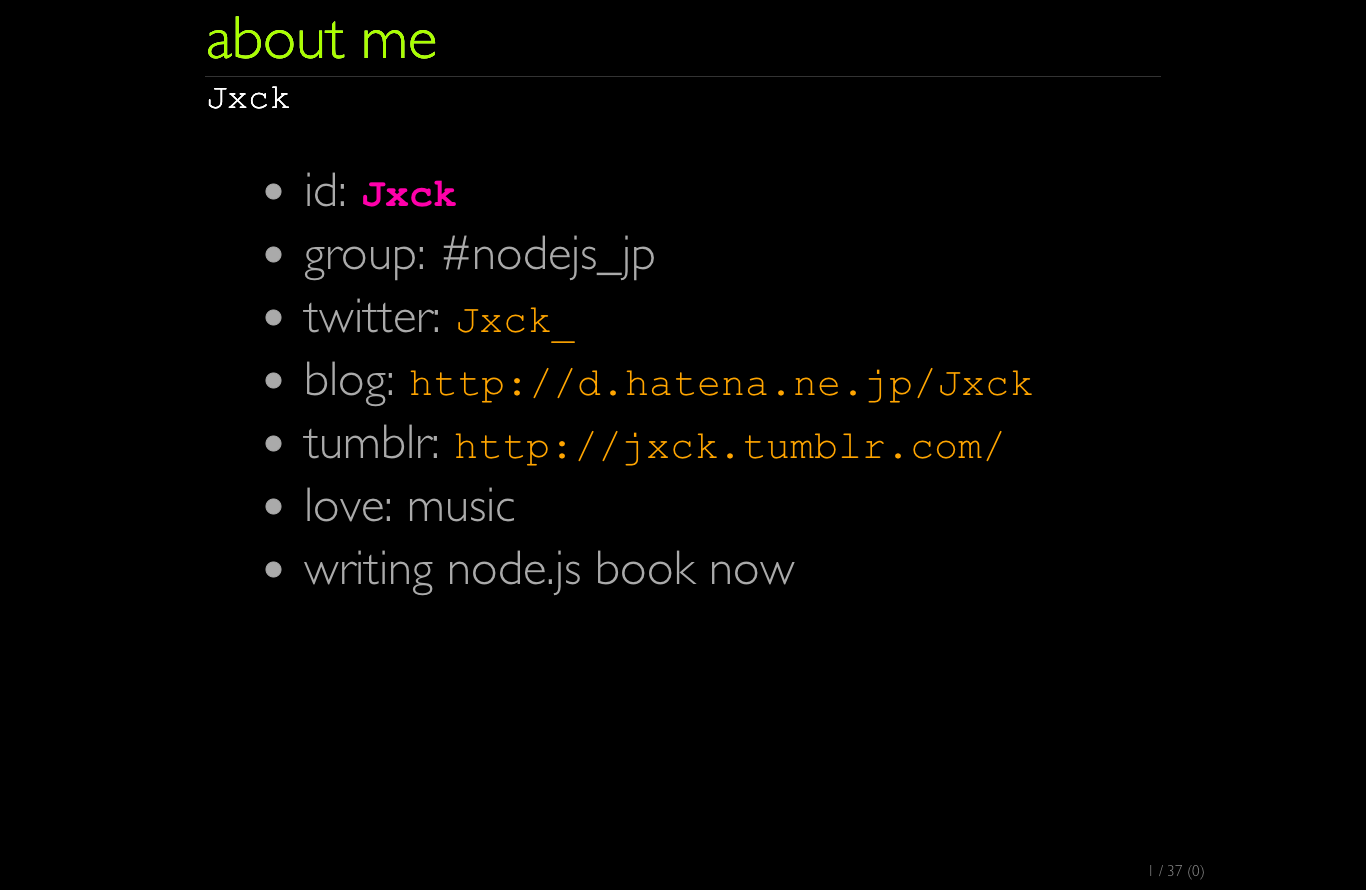 about me
Jxck
id: Jxck
group: #nodejs_jp
twitter: Jxck_
blog: http://d.hatena.ne.jp/Jxck
tumblr: http://jxck.tumblr.com/
love: music
writing node.js book now
1 / 37 (0)